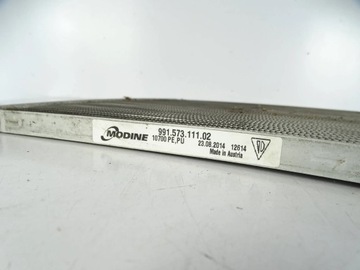 MODINE
991.573.111.02
10700 PE,PU
23.08.2014 12614
Made in Austria